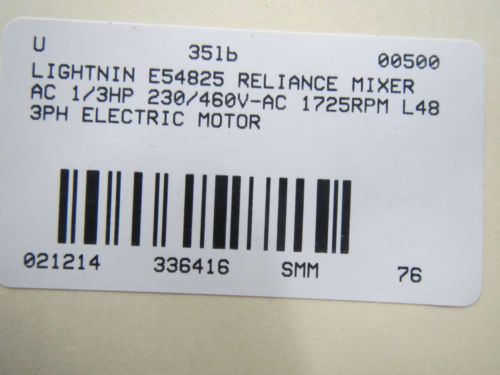 U 35lb 00500
LIGHTNIN E54825 RELIANCE MIXER
AC 1/3HP 230/460V-AC 1725RPM L48
3PH ELECTRIC MOTOR
021214 336416 SMM 76